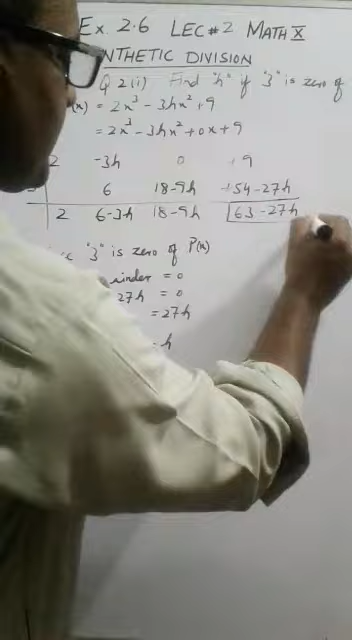 Ex. 2.6 LEC#2 MATH X
NTHETIC DIVISION
Q2(i) Find "h" if "3" is zero of
(x) = 2x³ - 3hx² + 9
= 2x³ - 3hx² + 0x + 9
2 -3h 0 +9
6 18-9h +54-27h
2 6-3h 18-9h 63-27h
"3" is zero of P(x)
inder = 0
27h = 0
= 27h
h